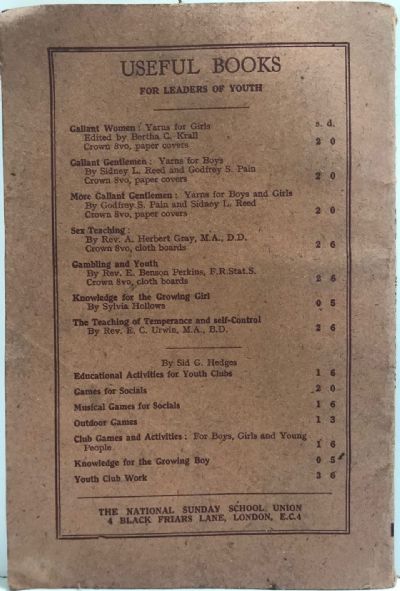 USEFUL BOOKS
FOR LEADERS OF YOUTH
s. d.
Gallant Women : Yarns for Girls
Edited by Bertha C. Krall
Crown 8vo, paper covers 2 0
Gallant Gentlemen : Yarns for Boys
By Sidney L. Reed and Godfrey S. Pain
Crown 8vo, paper covers 2 0
More Gallant Gentlemen : Yarns for Boys and Girls
By Godfrey S. Pain and Sidney L. Reed
Crown 8vo, paper covers 2 0
Sex Teaching :
By Rev. A. Herbert Gray, M.A., D.D.
Crown 8vo, cloth boards 2 6
Gambling and Youth
By Rev. E. Benson Perkins, F.R.Stat.S.
Crown 8vo, cloth boards 2 6
Knowledge for the Growing Girl
By Sylvia Hollows 0 5
The Teaching of Temperance and self-Control
By Rev. E. C. Urwin, M.A., B.D. 2 6
By Sid G. Hedges
Educational Activities for Youth Clubs 1 6
Games for Socials 2 0
Musical Games for Socials 1 6
Outdoor Games 1 3
Club Games and Activities : For Boys, Girls and Young
People 1 6
Knowledge for the Growing Boy 0 5
Youth Club Work 3 6
THE NATIONAL SUNDAY SCHOOL UNION
4 BLACK FRIARS LANE, LONDON, E.C.4